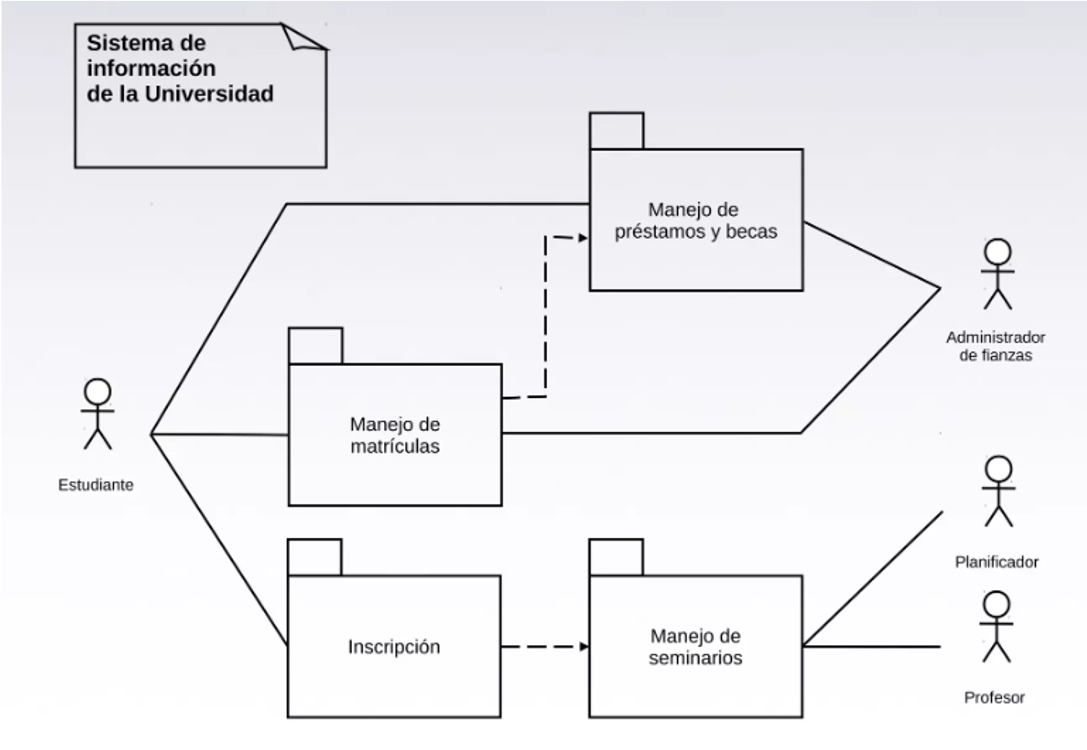 Sistema de
información
de la Universidad
Manejo de
préstamos y becas
Administrador
de fianzas
Manejo de
matrículas
Estudiante
Planificador
Inscripción
Manejo de
seminarios
Profesor